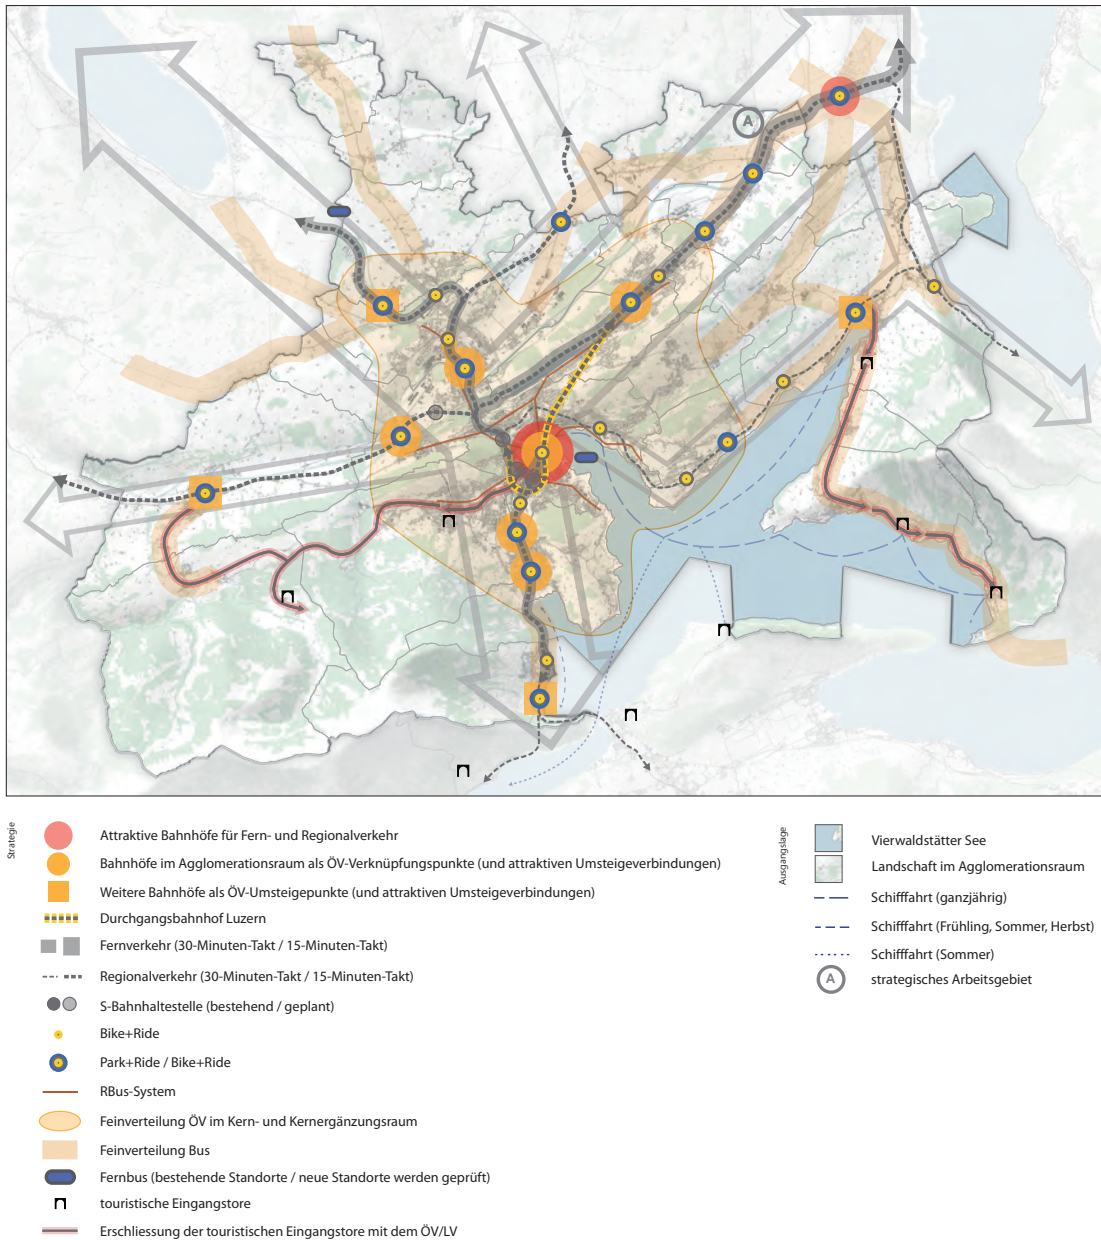 A
Strategie
Attraktive Bahnhöfe für Fern- und Regionalverkehr
Bahnhöfe im Agglomerationsraum als ÖV-Verknüpfungspunkte (und attraktiven Umsteigeverbindungen)
Weitere Bahnhöfe als ÖV-Umsteigepunkte (und attraktiven Umsteigeverbindungen)
Durchgangsbahnhof Luzern
Fernverkehr (30-Minuten-Takt / 15-Minuten-Takt)
Regionalverkehr (30-Minuten-Takt / 15-Minuten-Takt)
S-Bahnhaltestelle (bestehend / geplant)
Bike+Ride
Park+Ride / Bike+Ride
RBus-System
Feinverteilung ÖV im Kern- und Kernergänzungsraum
Feinverteilung Bus
Fernbus (bestehende Standorte / neue Standorte werden geprüft)
touristische Eingangstore
Erschliessung der touristischen Eingangstore mit dem ÖV/LV
Ausgangslage
Vierwaldstätter See
Landschaft im Agglomerationsraum
Schifffahrt (ganzjährig)
Schifffahrt (Frühling, Sommer, Herbst)
Schifffahrt (Sommer)
A strategisches Arbeitsgebiet